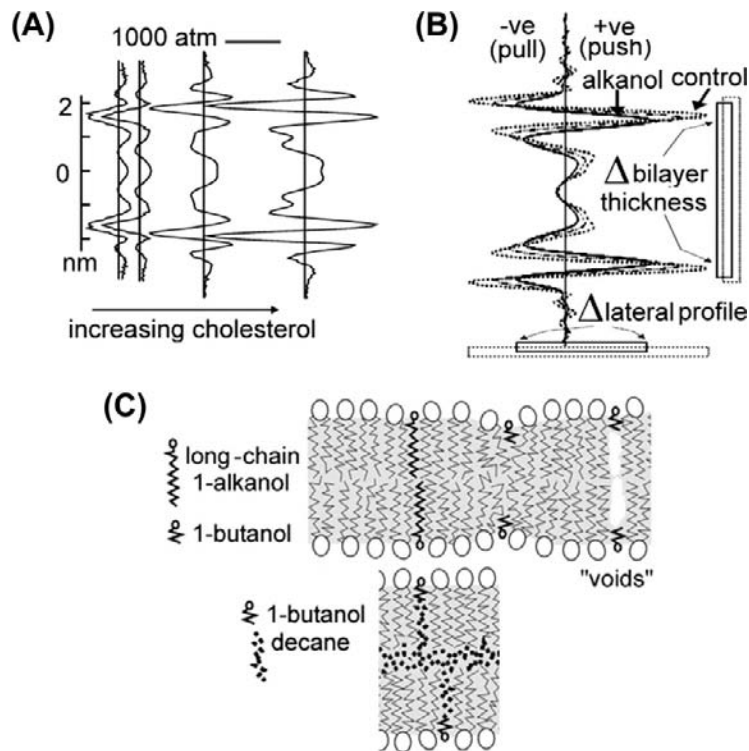 (A)
1000 atm
2
0
nm
increasing cholesterol
(B)
-ve
(pull)
+ve
(push)
alkanol
control
Δ bilayer
thickness
Δ lateral profile
(C)
long-chain
1-alkanol
1-butanol
"voids"
1-butanol
decane